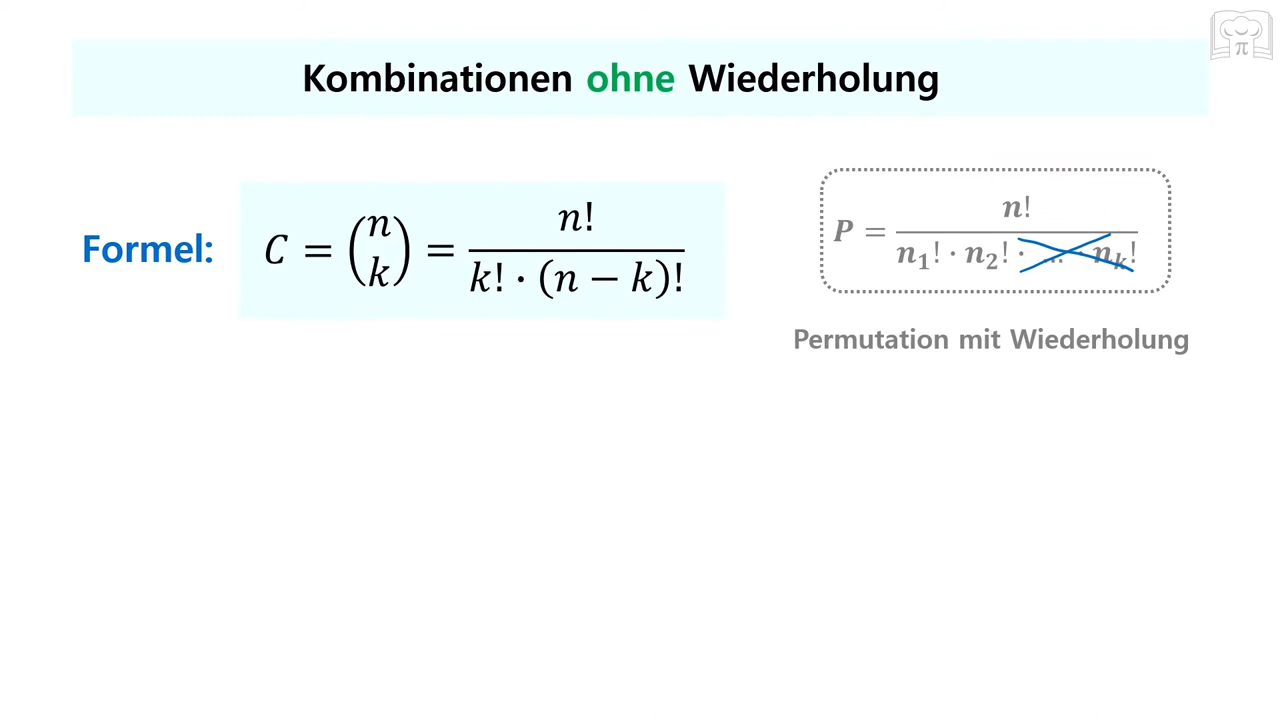 Kombinationen ohne Wiederholung
Formel: C = (n k) = n! / k! · (n − k)!
P = n! / n₁! · n₂! · ... · nₖ!
Permutation mit Wiederholung
π